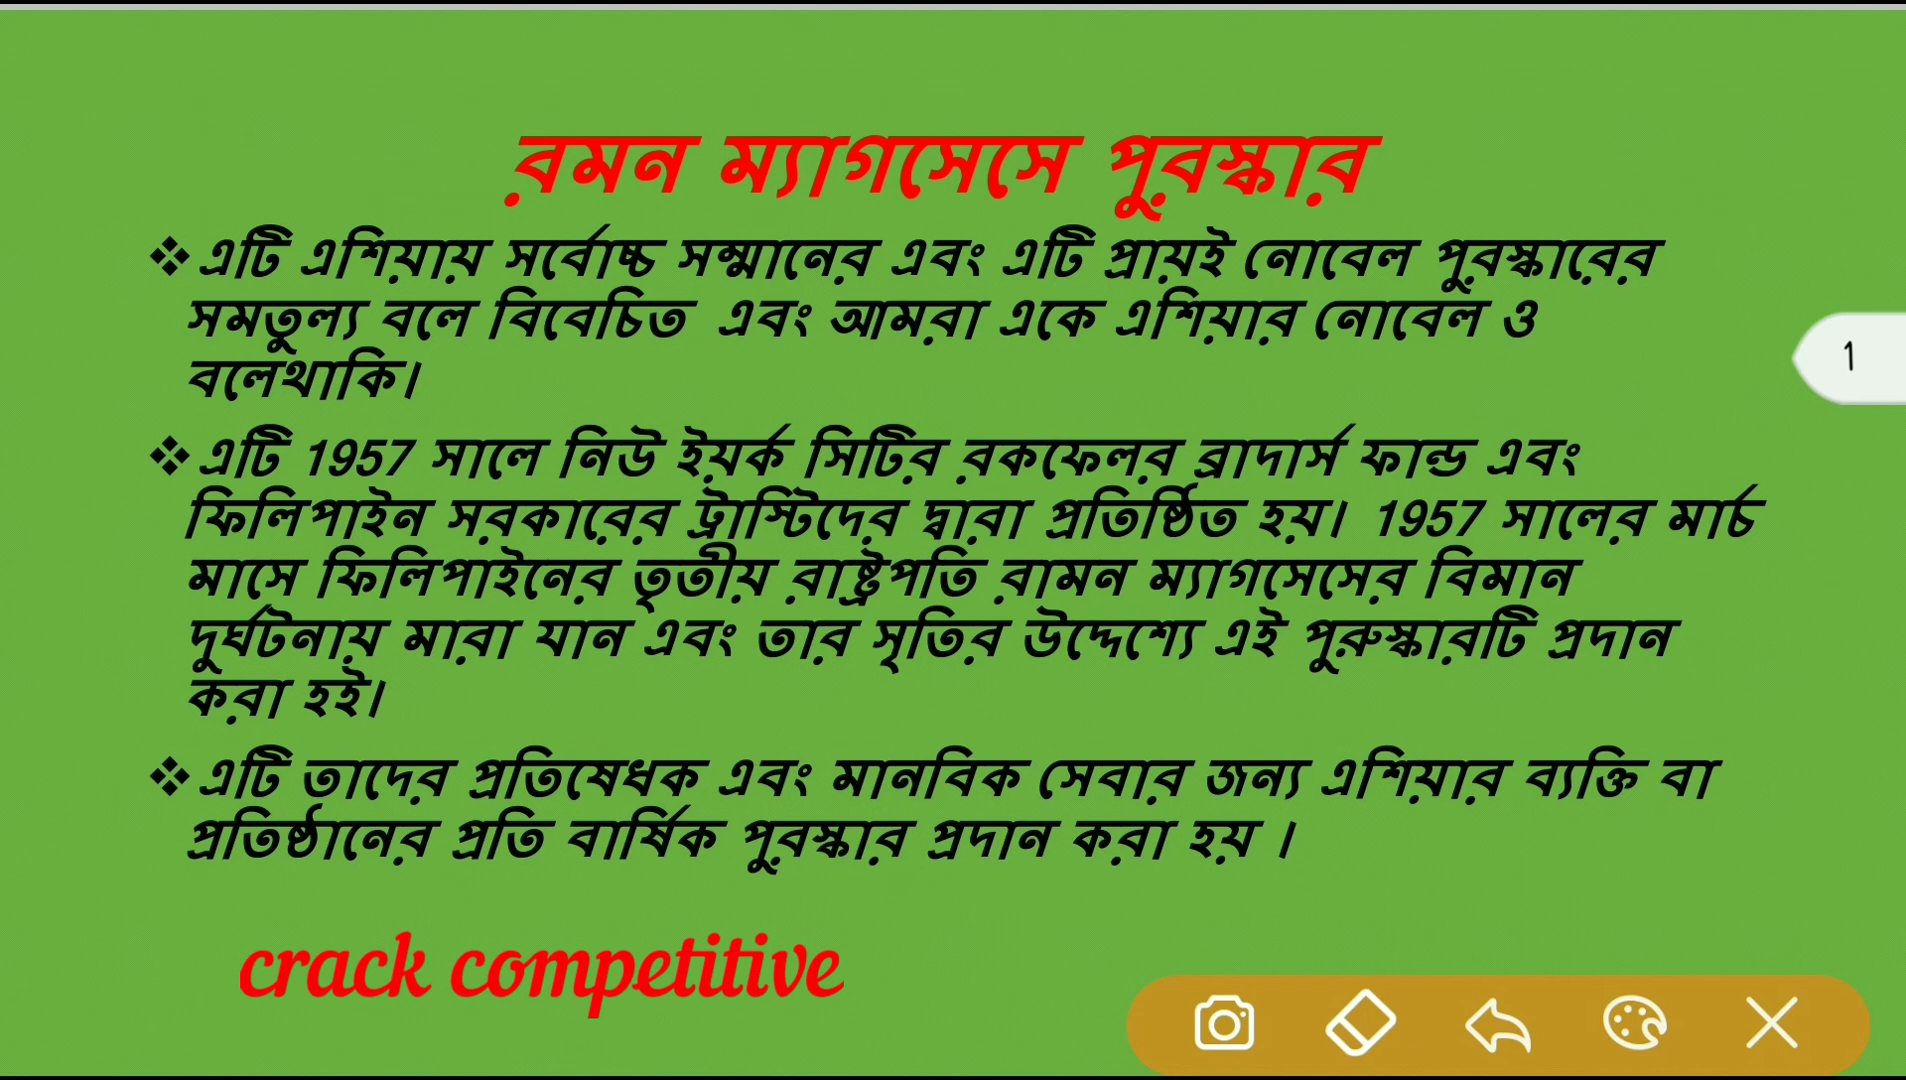 রমন ম্যাগসেসে পুরস্কার
❖এটি এশিয়ায় সর্বোচ্চ সম্মানের এবং এটি প্রায়ই নোবেল পুরস্কারের
সমতুল্য বলে বিবেচিত এবং আমরা একে এশিয়ার নোবেল ও
বলেথাকি।
❖এটি 1957 সালে নিউ ইয়র্ক সিটির রকফেলর ব্রাদার্স ফান্ড এবং
ফিলিপাইন সরকারের ট্রাস্টিদের দ্বারা প্রতিষ্ঠিত হয়। 1957 সালের মার্চ
মাসে ফিলিপাইনের তৃতীয় রাষ্ট্রপতি রামন ম্যাগসেসের বিমান
দুর্ঘটনায় মারা যান এবং তার সৃতির উদ্দেশ্যে এই পুরুস্কারটি প্রদান
করা হই।
❖এটি তাদের প্রতিষেধক এবং মানবিক সেবার জন্য এশিয়ার ব্যক্তি বা
প্রতিষ্ঠানের প্রতি বার্ষিক পুরস্কার প্রদান করা হয় ।
crack competitive
1